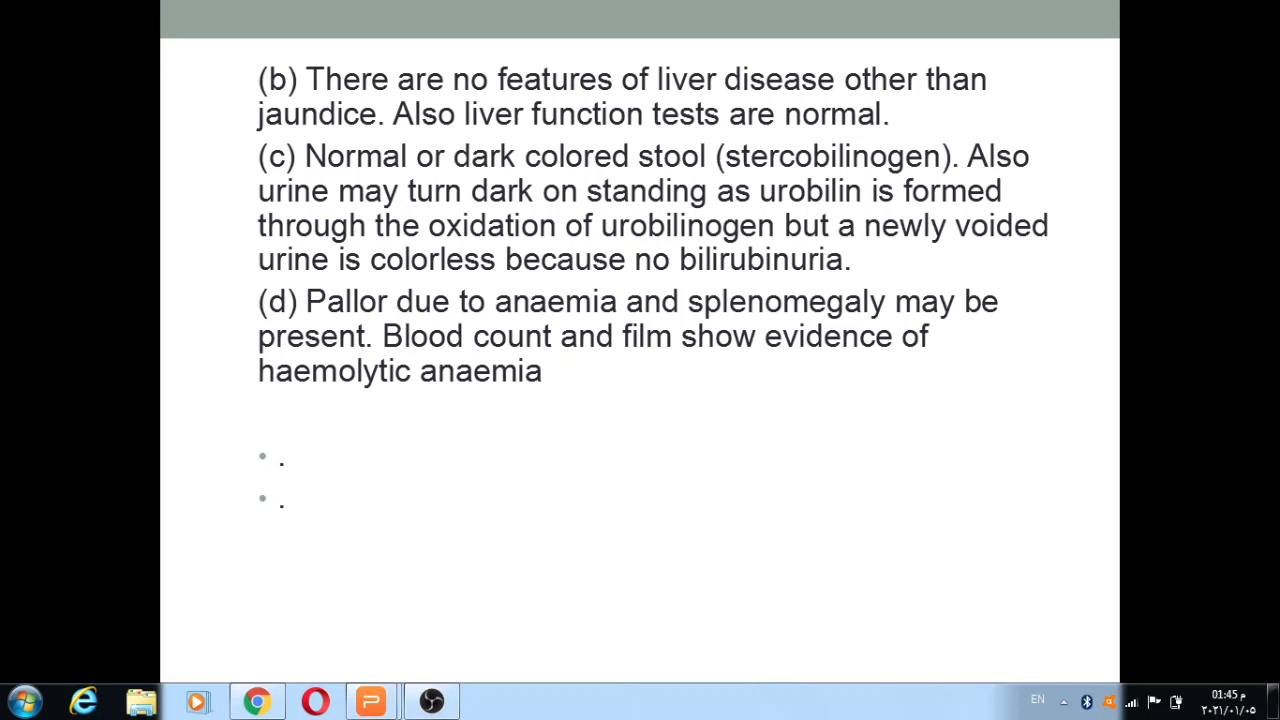 (b) There are no features of liver disease other than
jaundice. Also liver function tests are normal.
(c) Normal or dark colored stool (stercobilinogen). Also
urine may turn dark on standing as urobilin is formed
through the oxidation of urobilinogen but a newly voided
urine is colorless because no bilirubinuria.
(d) Pallor due to anaemia and splenomegaly may be
present. Blood count and film show evidence of
haemolytic anaemia
• .
• .
EN
01:45 م
٢٠٢١/٠١/٠٥